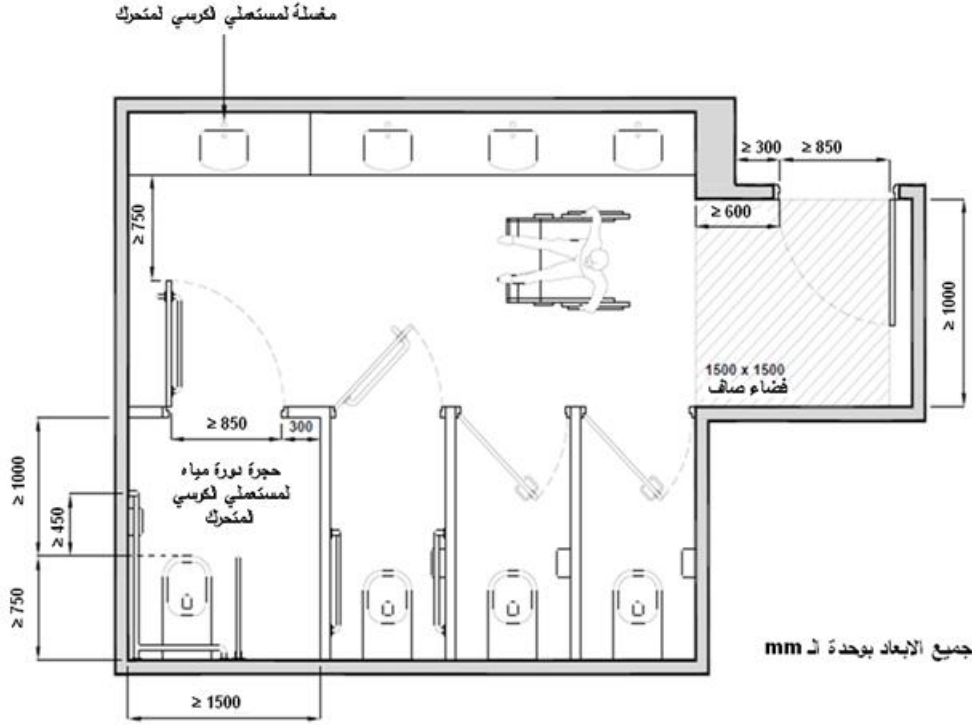 مغسلة لمستعملي الكرسي المتحرك
≥ 300
≥ 850
≥ 750
≥ 600
≥ 1000
1500 x 1500
فضاء صاف
≥ 850
300
≥ 1000
≥ 450
حجرة دورة مياه
لمستعملي الكرسي
المتحرك
≥ 750
جميع الابعاد بوحدة الـ mm
≥ 1500